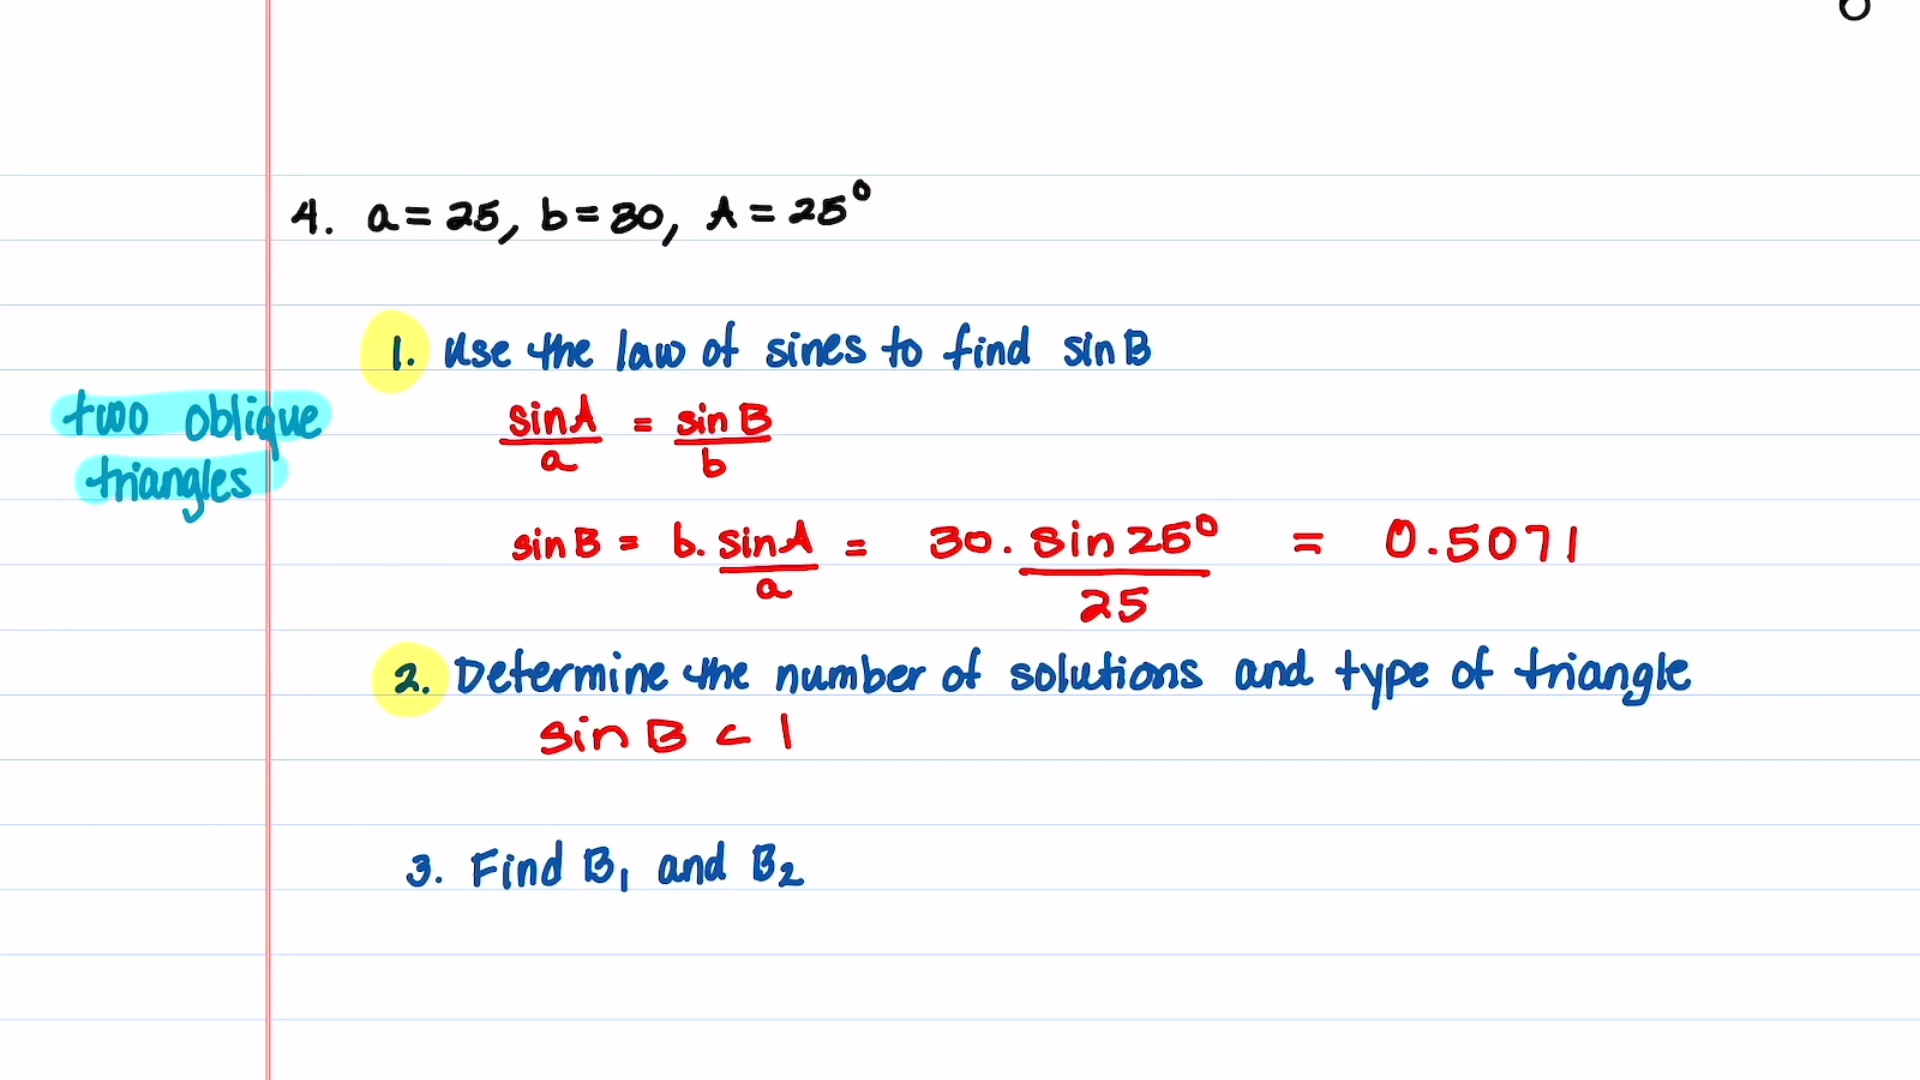 4. a = 25, b = 30, A = 25°
1. Use the law of sines to find sin B
two oblique
triangles
sinA/a = sin B/b
sin B = b. sinA/a = 30. sin 25°/25 = 0.5071
2. Determine the number of solutions and type of triangle
sin B < 1
3. Find B₁ and B₂